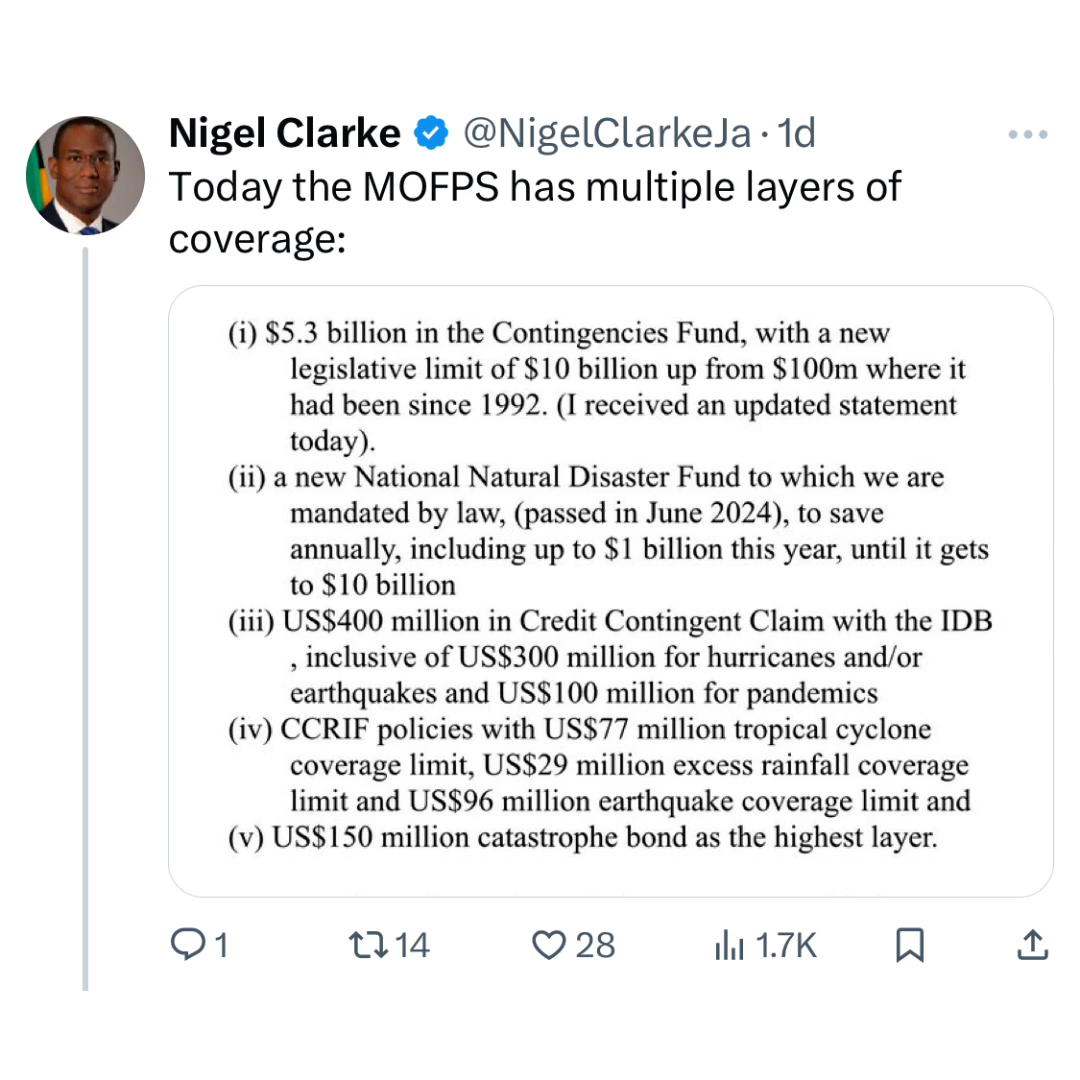 Nigel Clarke @NigelClarkeJa · 1d
Today the MOFPS has multiple layers of
coverage:
(i) $5.3 billion in the Contingencies Fund, with a new
legislative limit of $10 billion up from $100m where it
had been since 1992. (I received an updated statement
today).
(ii) a new National Natural Disaster Fund to which we are
mandated by law, (passed in June 2024), to save
annually, including up to $1 billion this year, until it gets
to $10 billion
(iii) US$400 million in Credit Contingent Claim with the IDB
, inclusive of US$300 million for hurricanes and/or
earthquakes and US$100 million for pandemics
(iv) CCRIF policies with US$77 million tropical cyclone
coverage limit, US$29 million excess rainfall coverage
limit and US$96 million earthquake coverage limit and
(v) US$150 million catastrophe bond as the highest layer.
1 14 28 1.7K